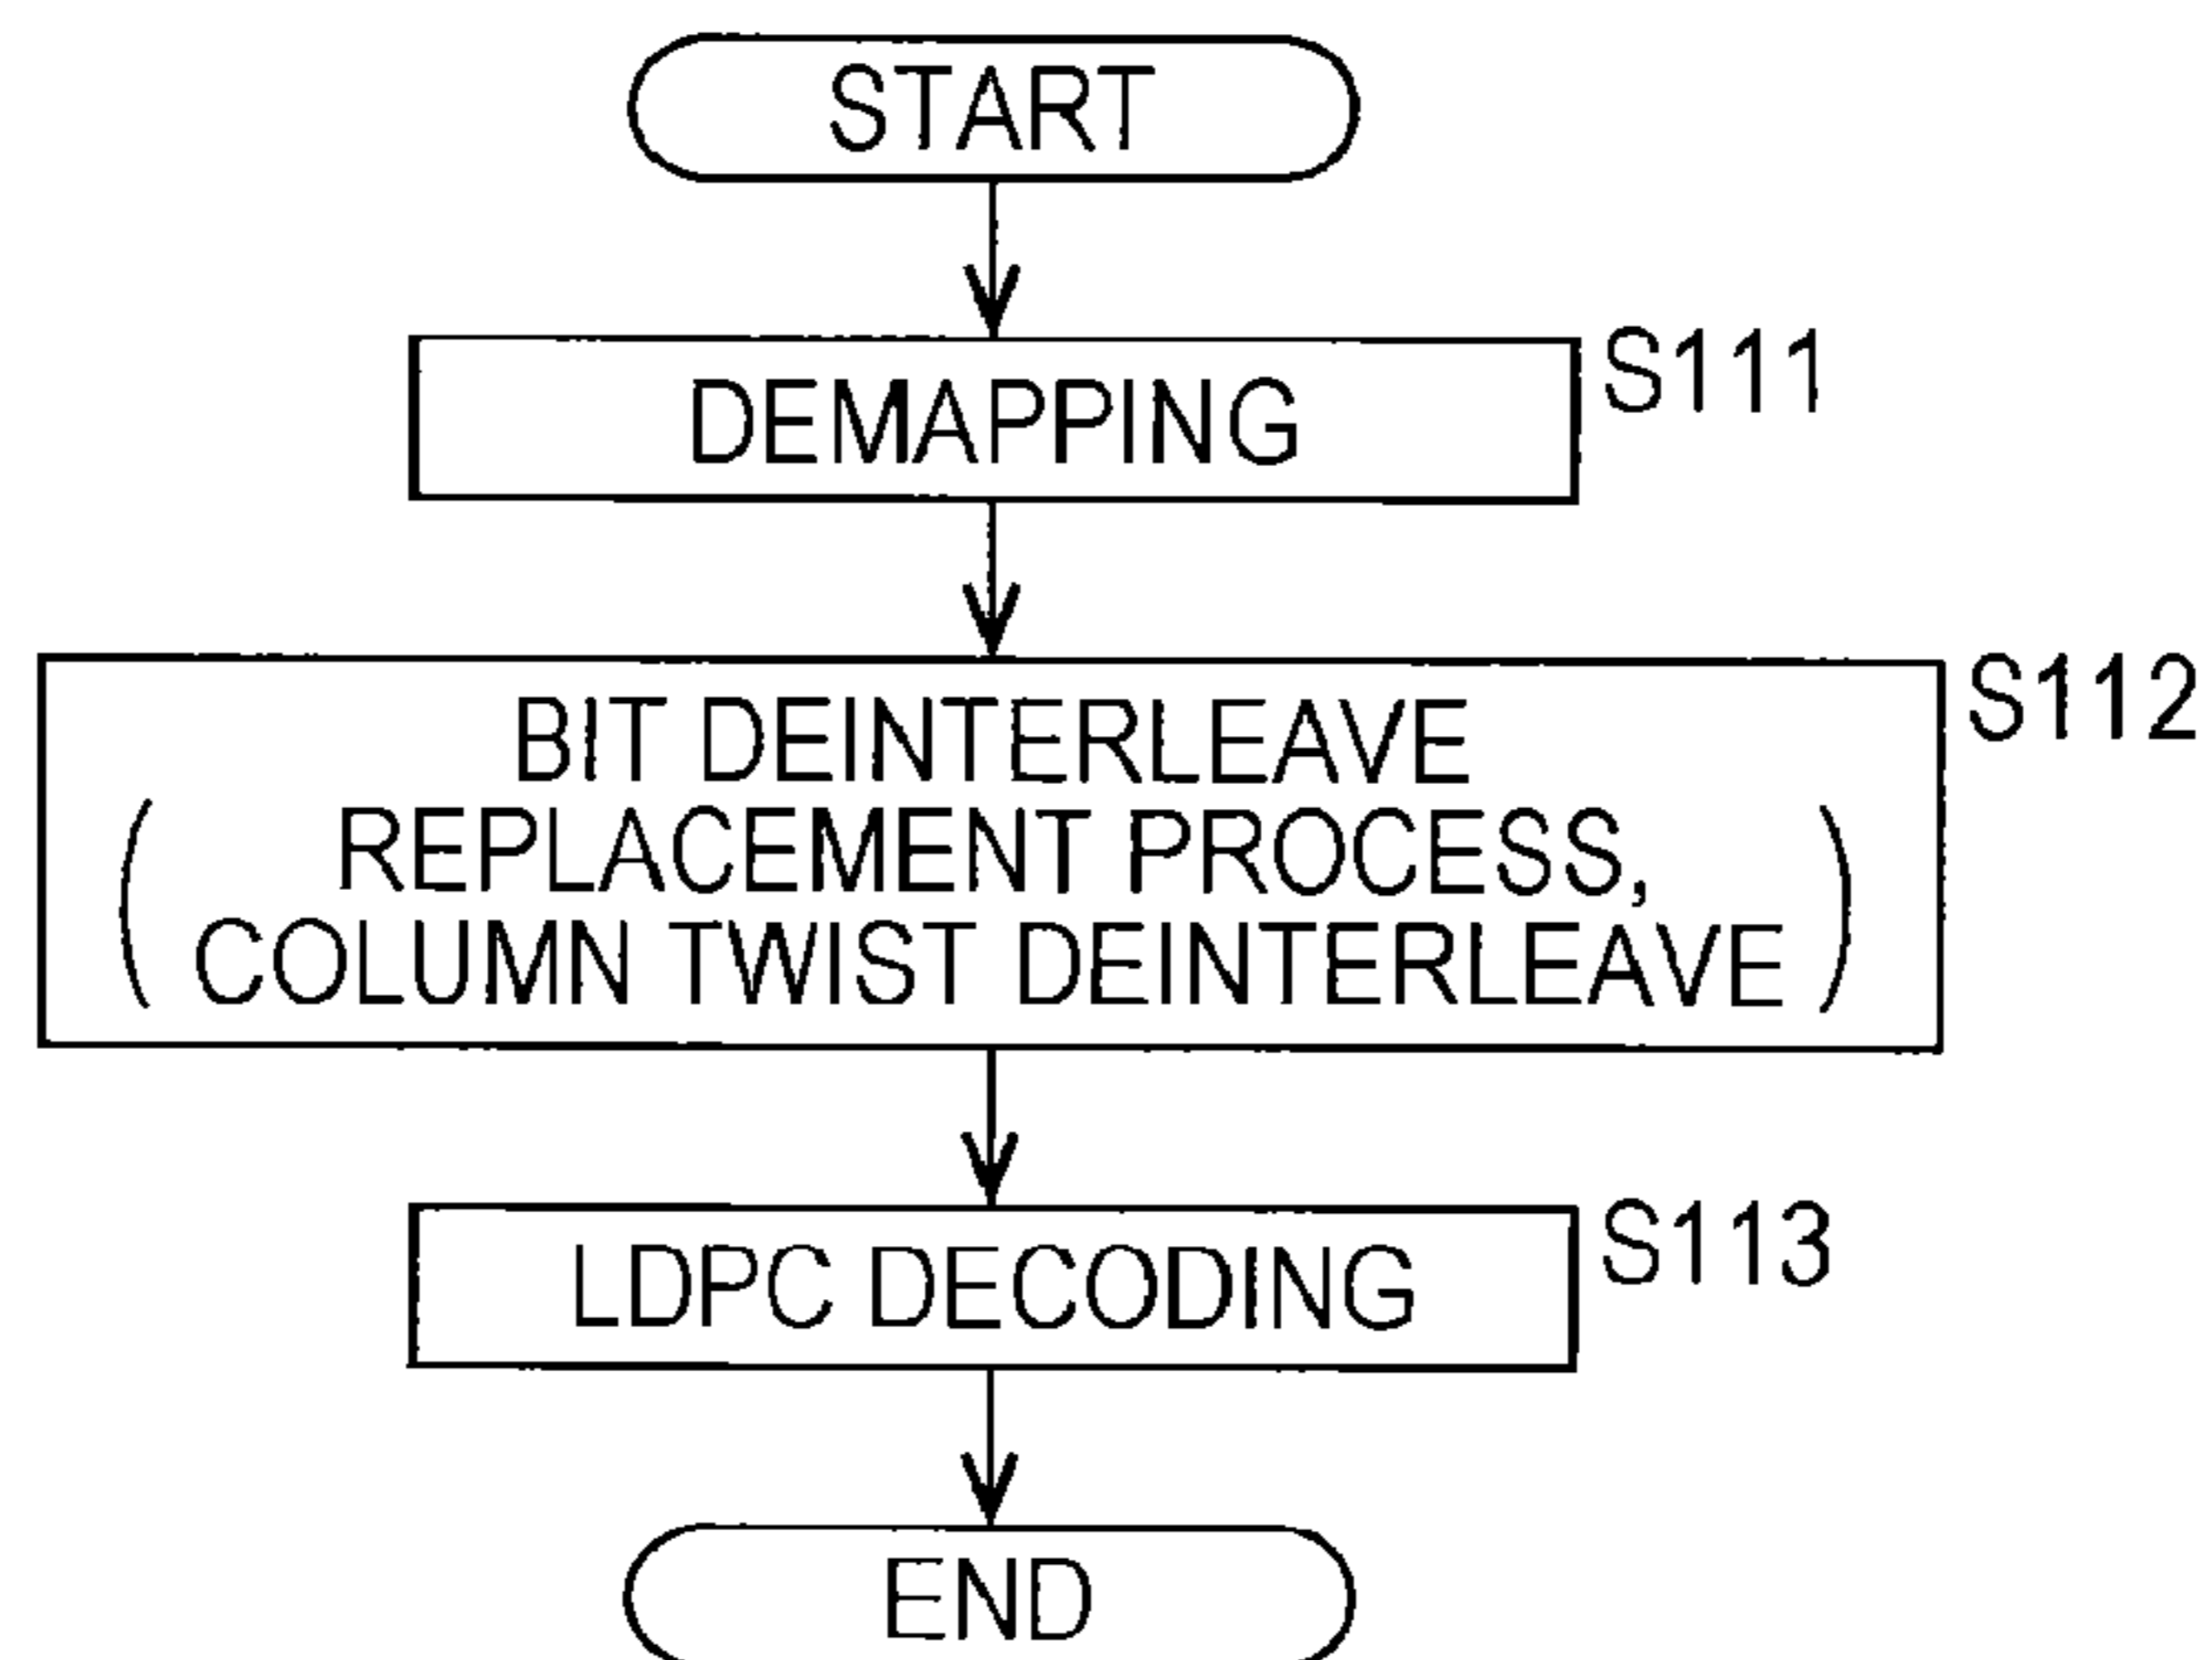 START
DEMAPPING
S111
BIT DEINTERLEAVE
S112
( REPLACEMENT PROCESS,
COLUMN TWIST DEINTERLEAVE )
LDPC DECODING
S113
END